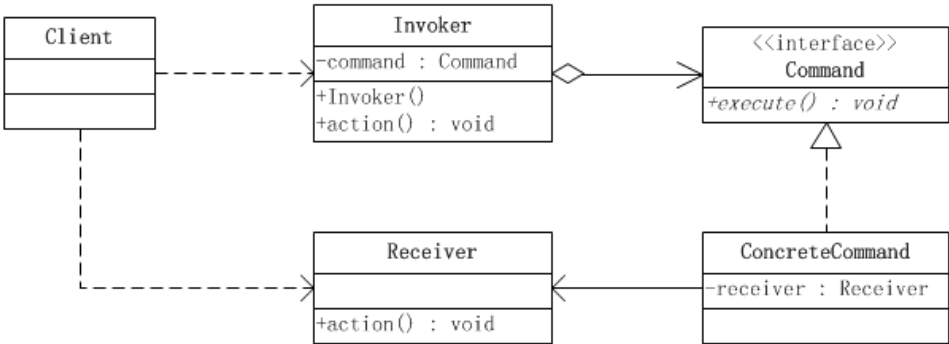 Client
Invoker
-command : Command
+Invoker()
+action() : void
<<interface>>
Command
+execute() : void
Receiver
+action() : void
ConcreteCommand
-receiver : Receiver